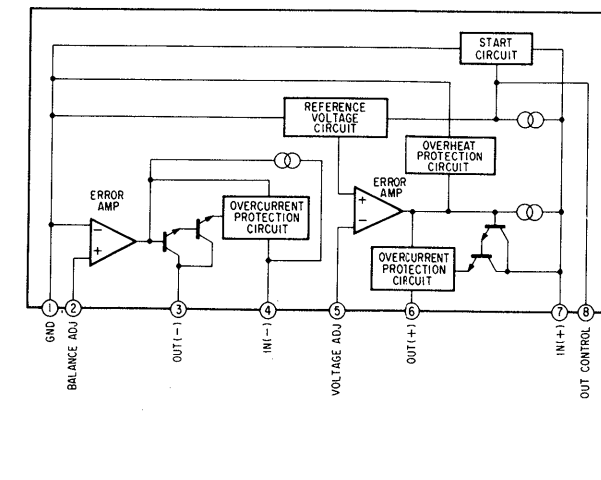 START
CIRCUIT
REFERENCE
VOLTAGE
CIRCUIT
OVERHEAT
PROTECTION
CIRCUIT
ERROR
AMP
OVERCURRENT
PROTECTION
CIRCUIT
ERROR
AMP
OVERCURRENT
PROTECTION
CIRCUIT
-
+
+
-
1
2
3
4
5
6
7
8
GND
BALANCE ADJ
OUT(-)
IN(-)
VOLTAGE ADJ
OUT(+)
IN(+)
OUT CONTROL